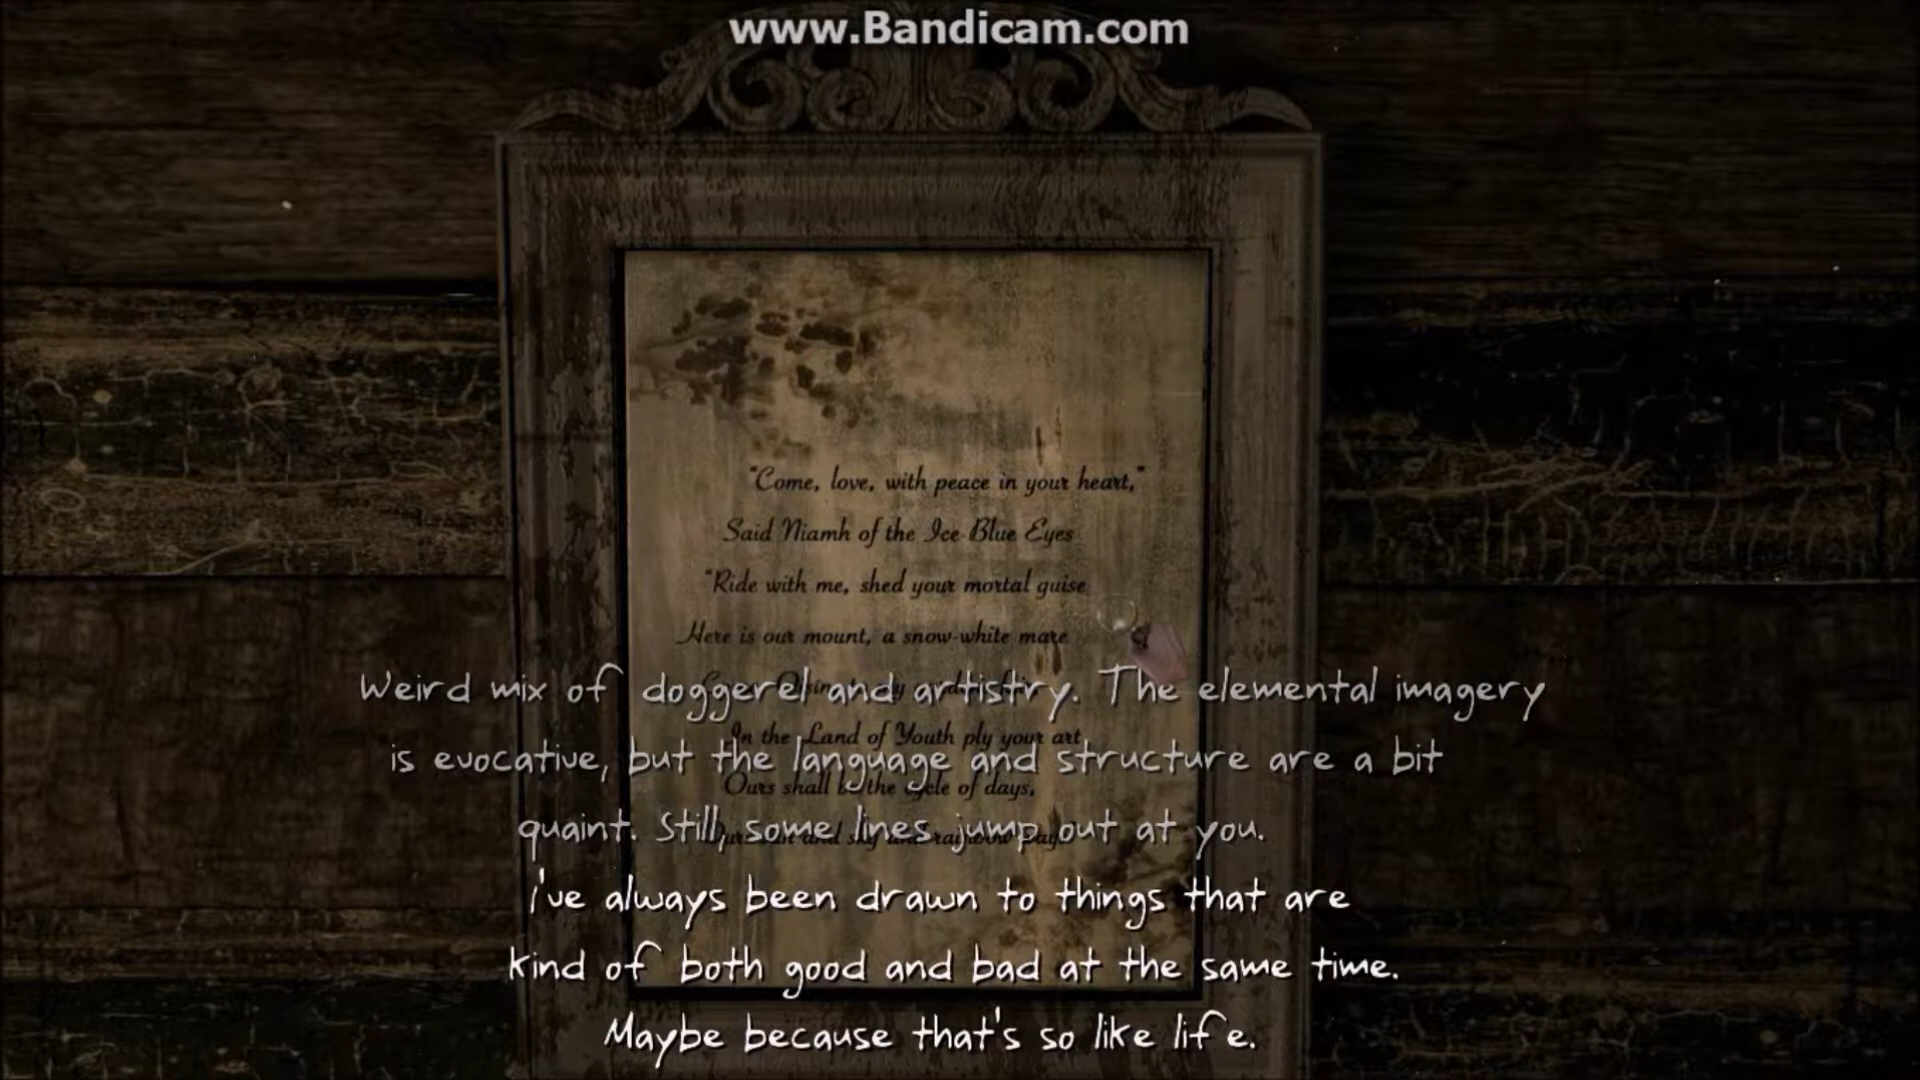 www.Bandicam.com
"Come, love, with peace in your heart,"
Said Niamh of the Ice-Blue Eyes
"Ride with me, shed your mortal guise
Here is our mount, a snow-white mare
In the Land of Youth ply your art
Ours shall be the cycle of days,
Weird mix of doggerel and artistry. The elemental imagery
is evocative, but the language and structure are a bit
quaint. Still, some lines jump out at you.
I've always been drawn to things that are
kind of both good and bad at the same time.
Maybe because that's so like life.